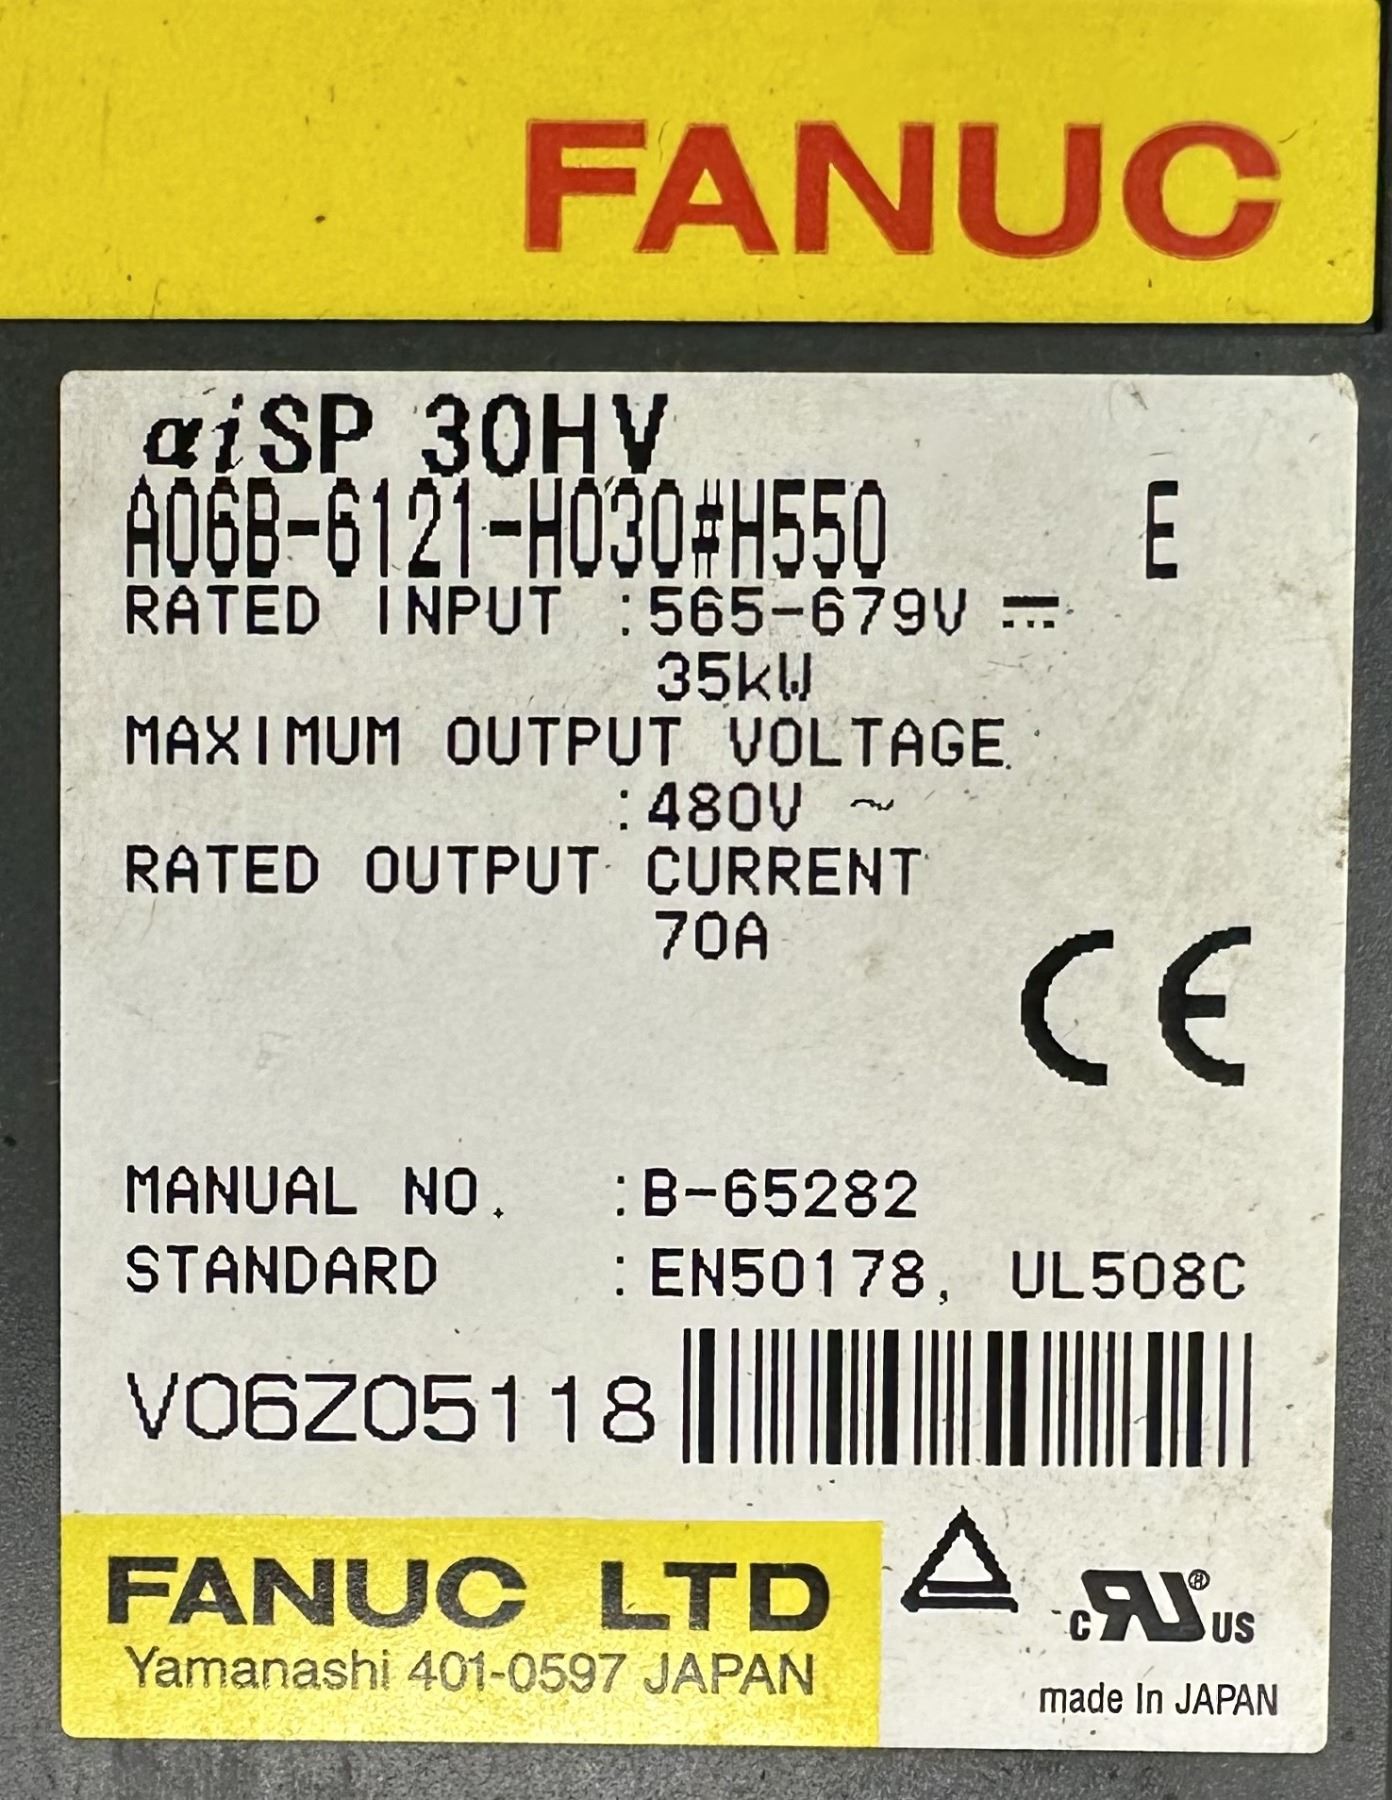 FANUC
αiSP 30HV
A06B-6121-H030#H550 E
RATED INPUT :565-679V ⎓
35kW
MAXIMUM OUTPUT VOLTAGE
:480V ~
RATED OUTPUT CURRENT
70A
CE
MANUAL NO. :B-65282
STANDARD :EN50178, UL508C
V06Z05118
FANUC LTD
Yamanashi 401-0597 JAPAN
c RU ® US
made In JAPAN